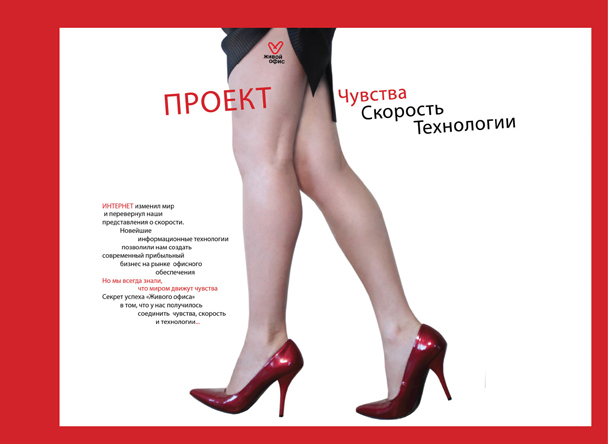 живой
офис
ПРОЕКТ
Чувства
Скорость
Технологии
ИНТЕРНЕТ изменил мир
и перевернул наши
представления о скорости.
Новейшие
информационные технологии
позволили нам создать
современный прибыльный
бизнес на рынке офисного
обеспечения
Но мы всегда знали,
что миром движут чувства
Секрет успеха «Живого офиса»
в том, что у нас получилось
соединить чувства, скорость
и технологии...